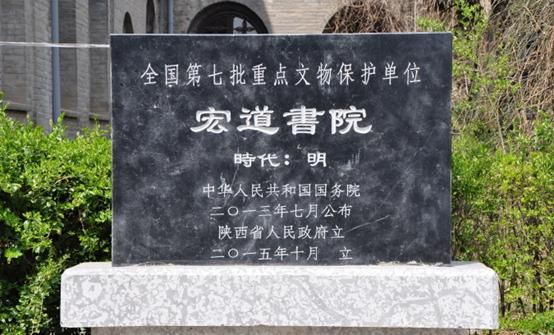 全国第七批重点文物保护单位
宏道書院
時代：明
中华人民共和国国务院
二〇一三年七月公布
陕西省人民政府立
二〇一五年十月 立